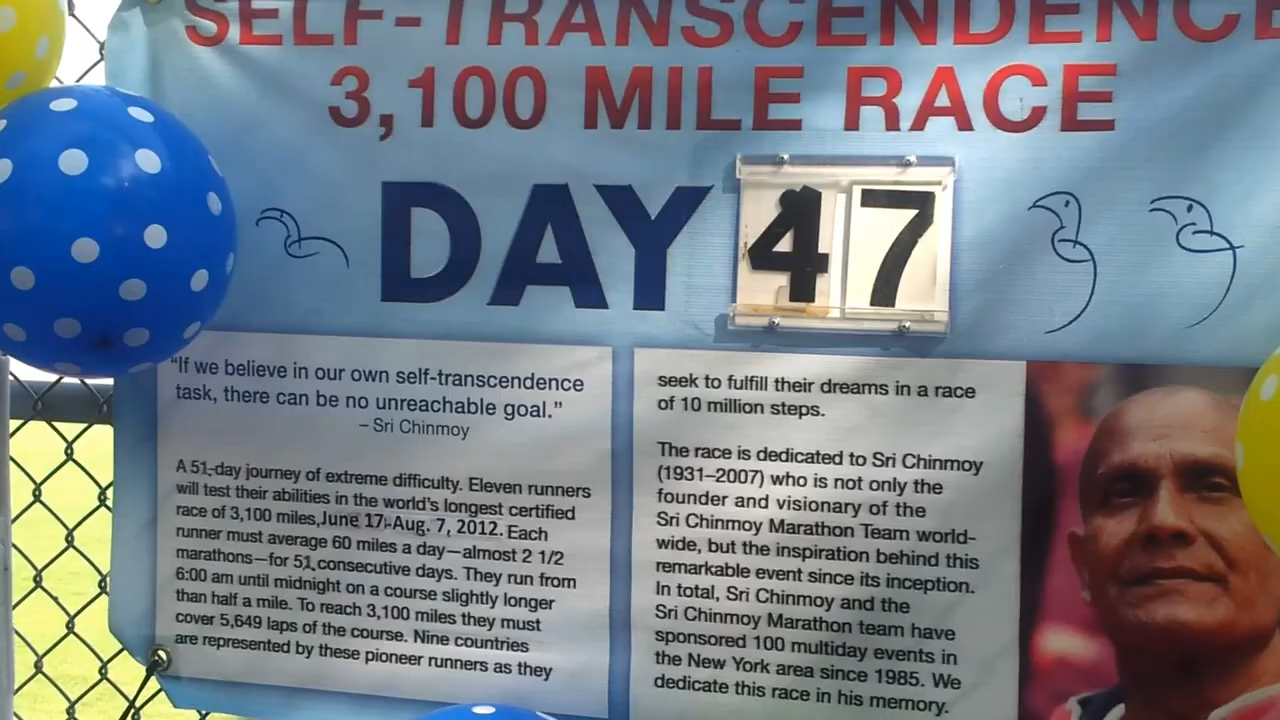 SELF-TRANSCENDENCE
3,100 MILE RACE
DAY 47
“If we believe in our own self-transcendence
task, there can be no unreachable goal.”
– Sri Chinmoy
A 51-day journey of extreme difficulty. Eleven runners
will test their abilities in the world’s longest certified
race of 3,100 miles, June 17-Aug. 7, 2012. Each
runner must average 60 miles a day—almost 2 1/2
marathons—for 51 consecutive days. They run from
6:00 am until midnight on a course slightly longer
than half a mile. To reach 3,100 miles they must
cover 5,649 laps of the course. Nine countries
are represented by these pioneer runners as they
seek to fulfill their dreams in a race
of 10 million steps.
The race is dedicated to Sri Chinmoy
(1931–2007) who is not only the
founder and visionary of the
Sri Chinmoy Marathon Team world-
wide, but the inspiration behind this
remarkable event since its inception.
In total, Sri Chinmoy and the
Sri Chinmoy Marathon team have
sponsored 100 multiday events in
the New York area since 1985. We
dedicate this race in his memory.